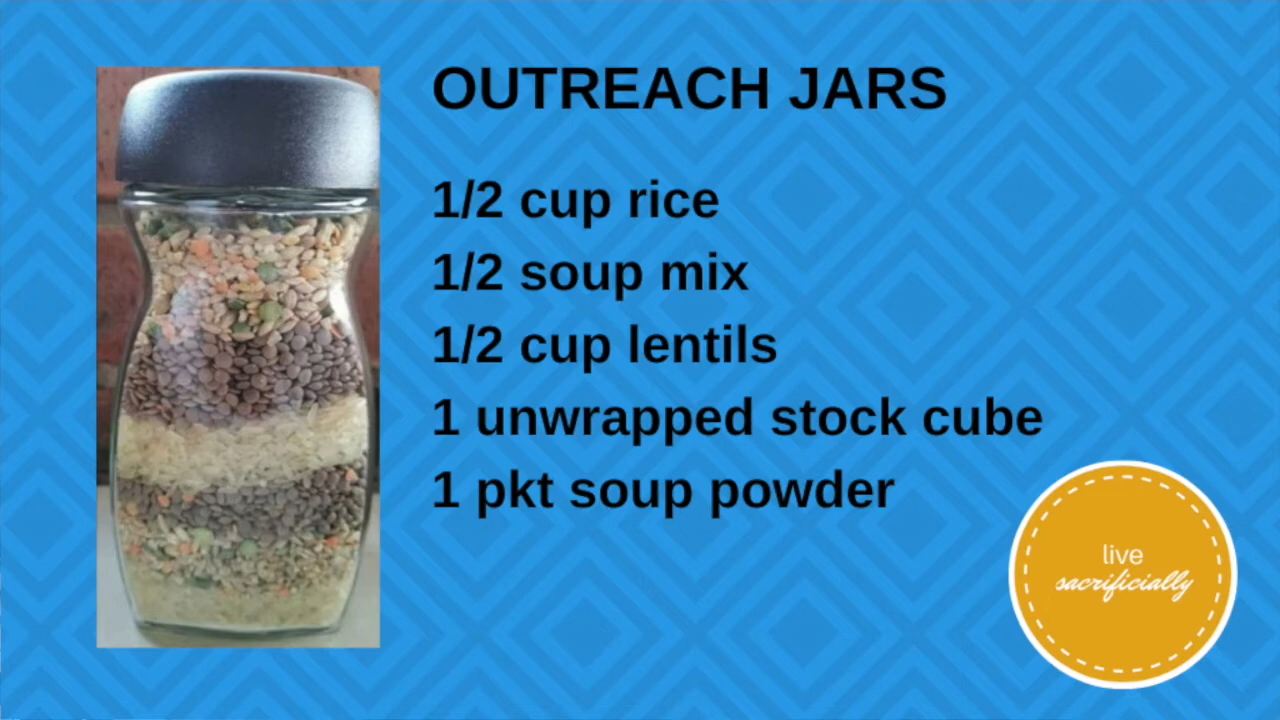 OUTREACH JARS
1/2 cup rice
1/2 soup mix
1/2 cup lentils
1 unwrapped stock cube
1 pkt soup powder
live
sacrificially